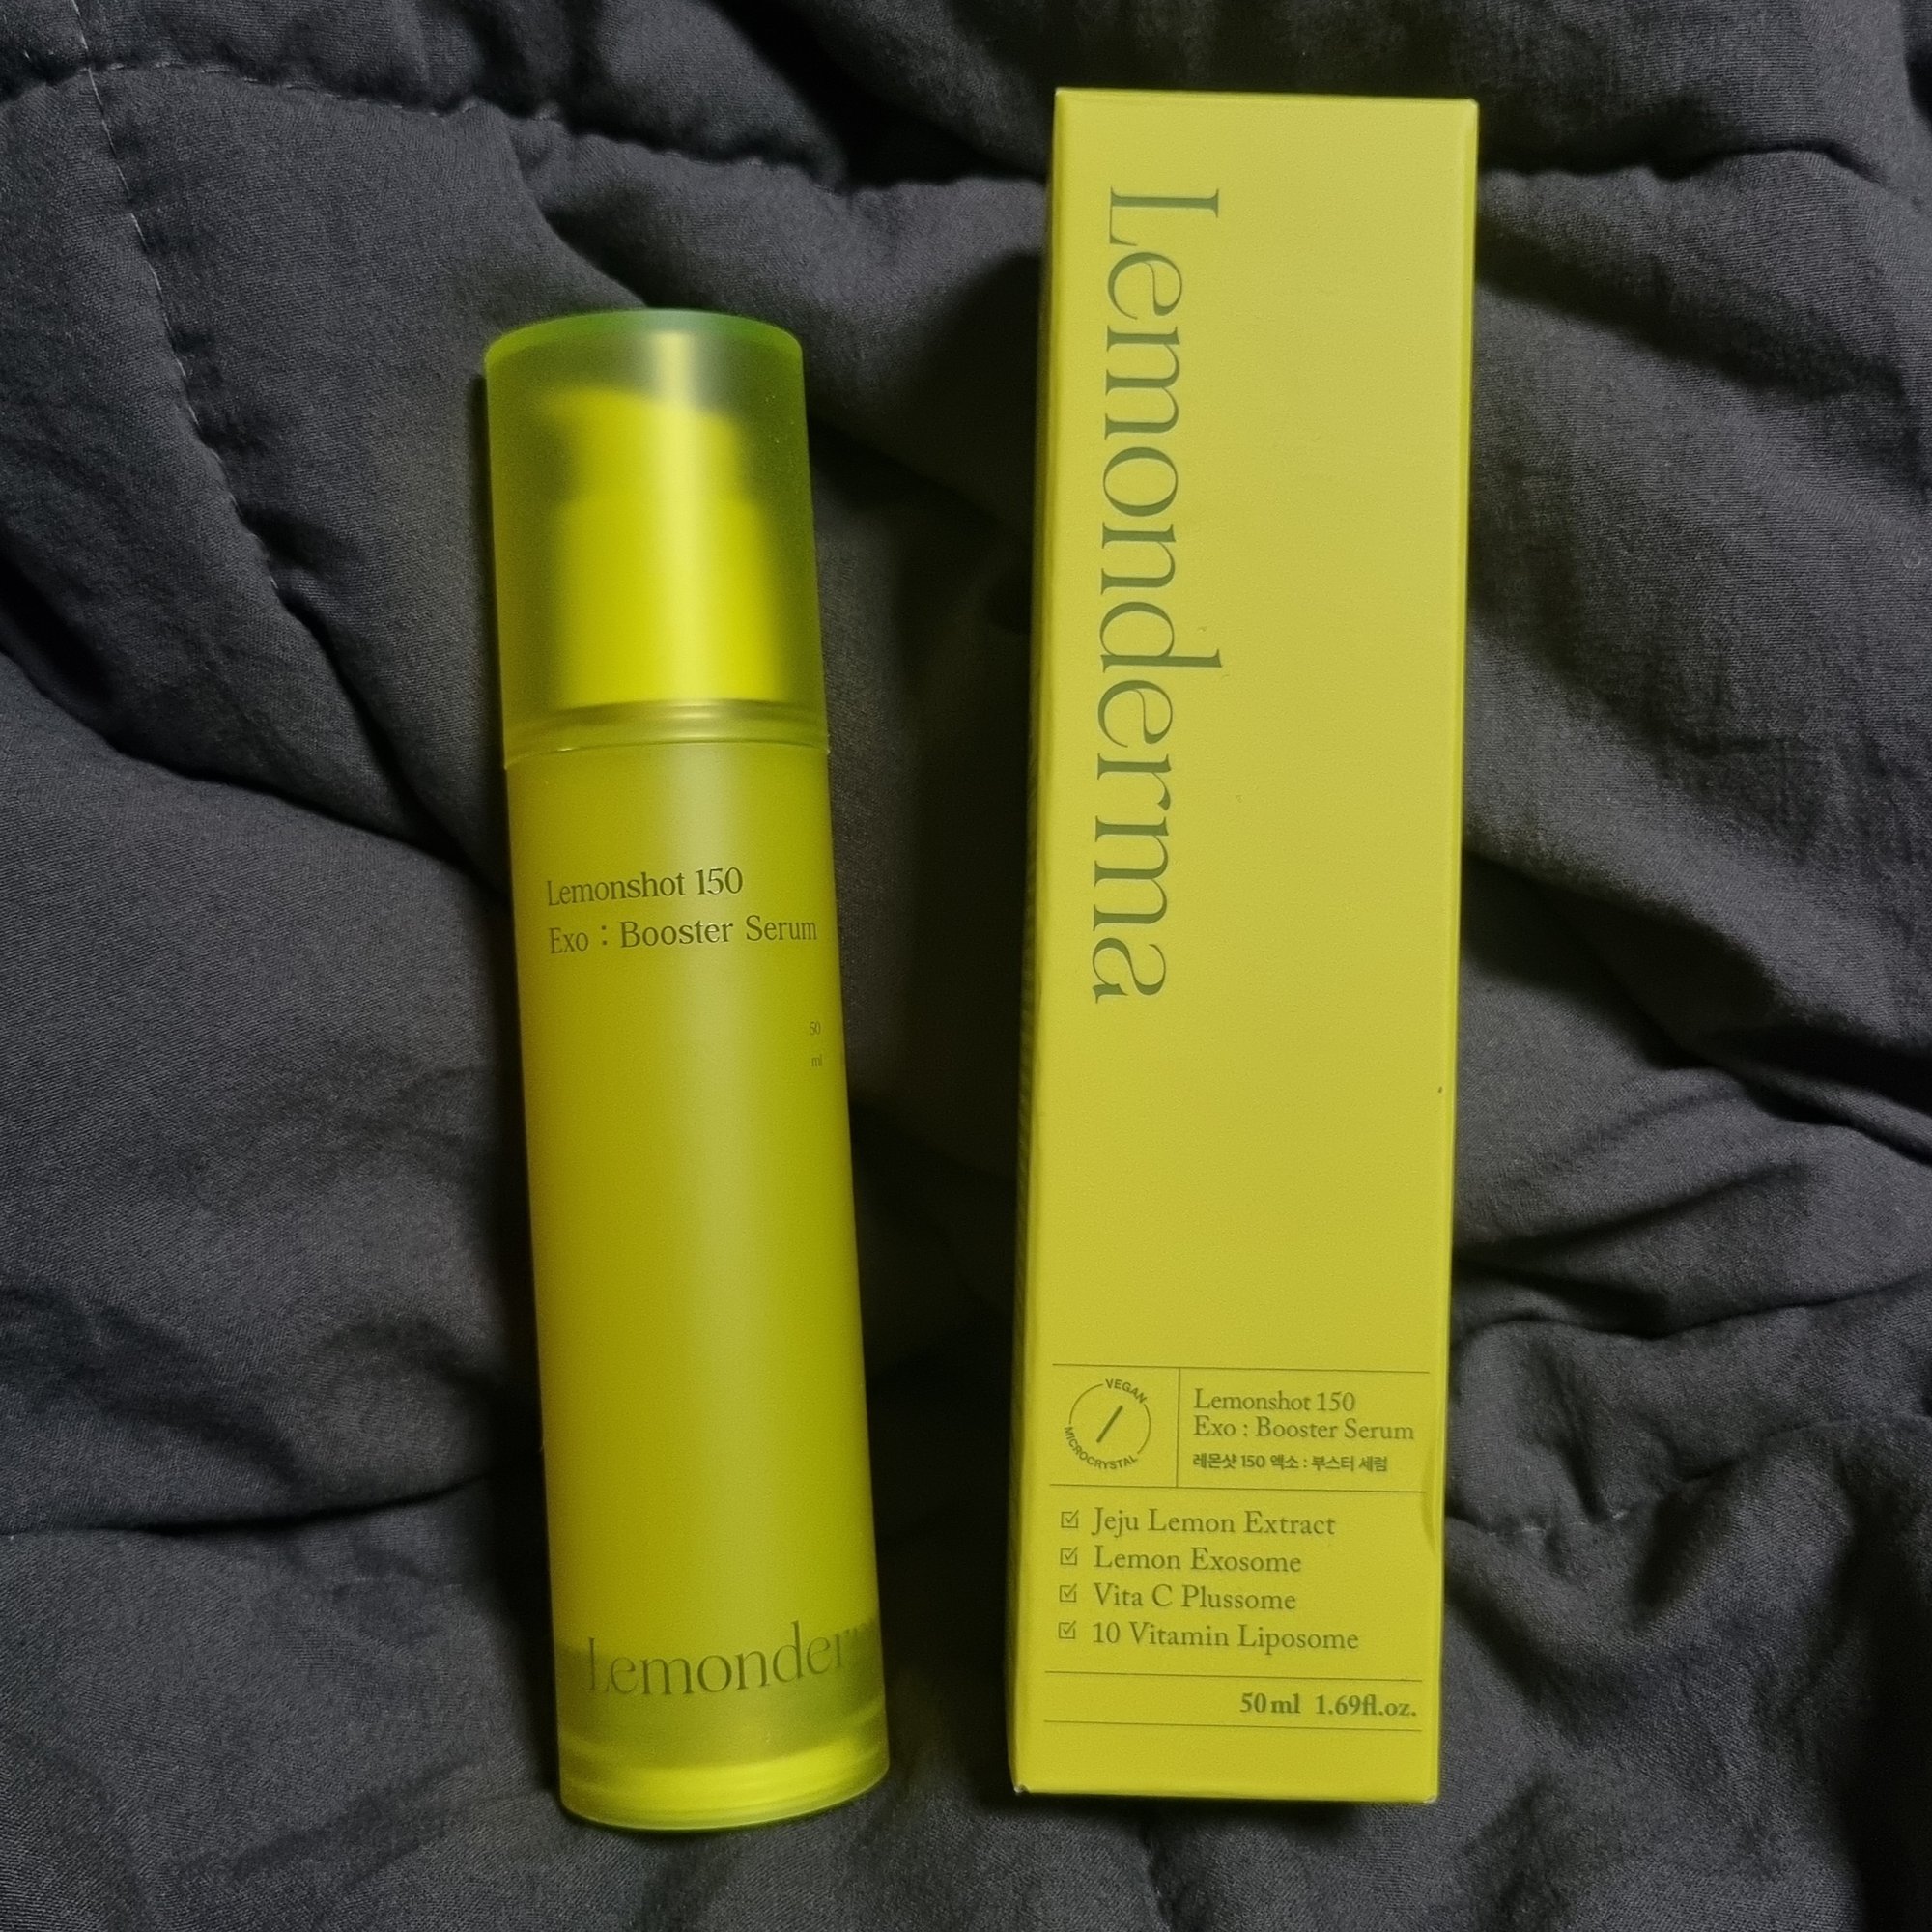 Lemonshot 150
Exo : Booster Serum
50
ml
Lemonder
Lemonderma
VEGAN
MICROCRYSTAL
Lemonshot 150
Exo : Booster Serum
레몬샷 150 엑소 : 부스터 세럼
Jeju Lemon Extract
Lemon Exosome
Vita C Plussome
10 Vitamin Liposome
50ml 1.69fl.oz.